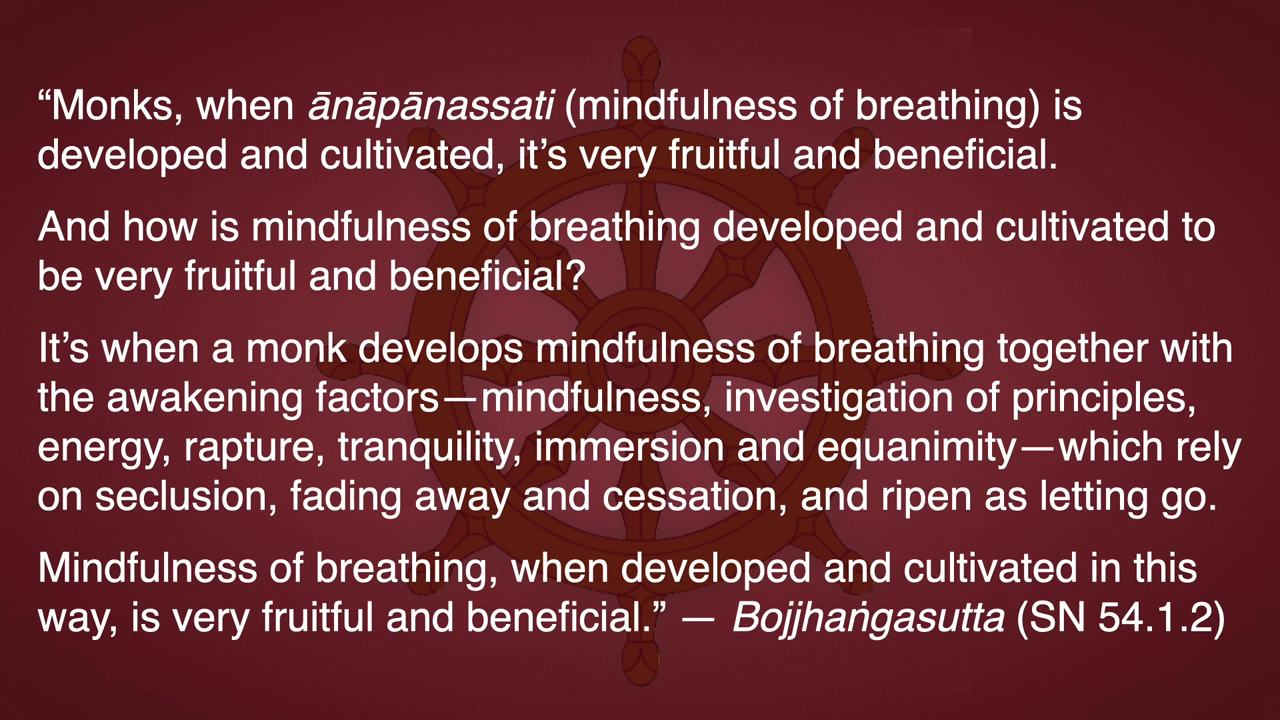 “Monks, when ānāpānassati (mindfulness of breathing) is
developed and cultivated, it’s very fruitful and beneficial.
And how is mindfulness of breathing developed and cultivated to
be very fruitful and beneficial?
It’s when a monk develops mindfulness of breathing together with
the awakening factors—mindfulness, investigation of principles,
energy, rapture, tranquility, immersion and equanimity—which rely
on seclusion, fading away and cessation, and ripen as letting go.
Mindfulness of breathing, when developed and cultivated in this
way, is very fruitful and beneficial.” — Bojjhaṅgasutta (SN 54.1.2)